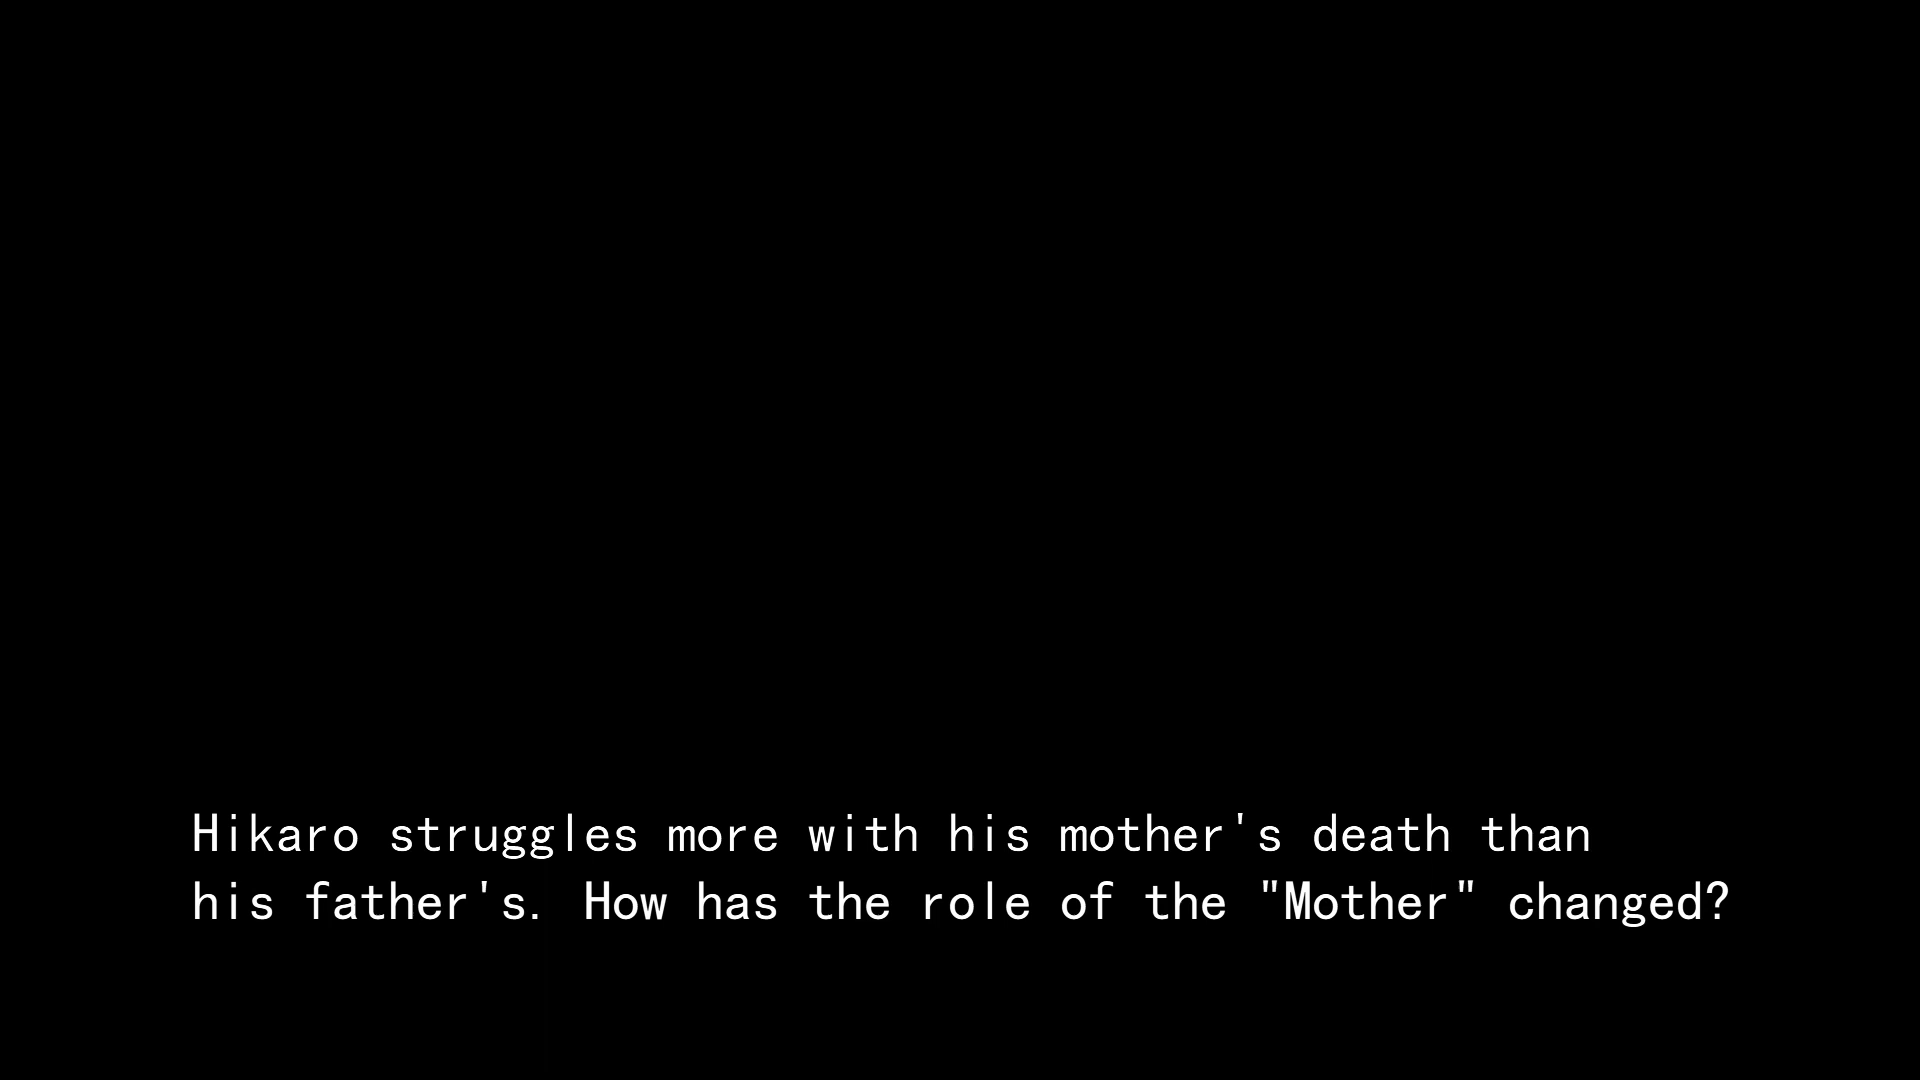 Hikaro struggles more with his mother's death than
his father's. How has the role of the "Mother" changed?